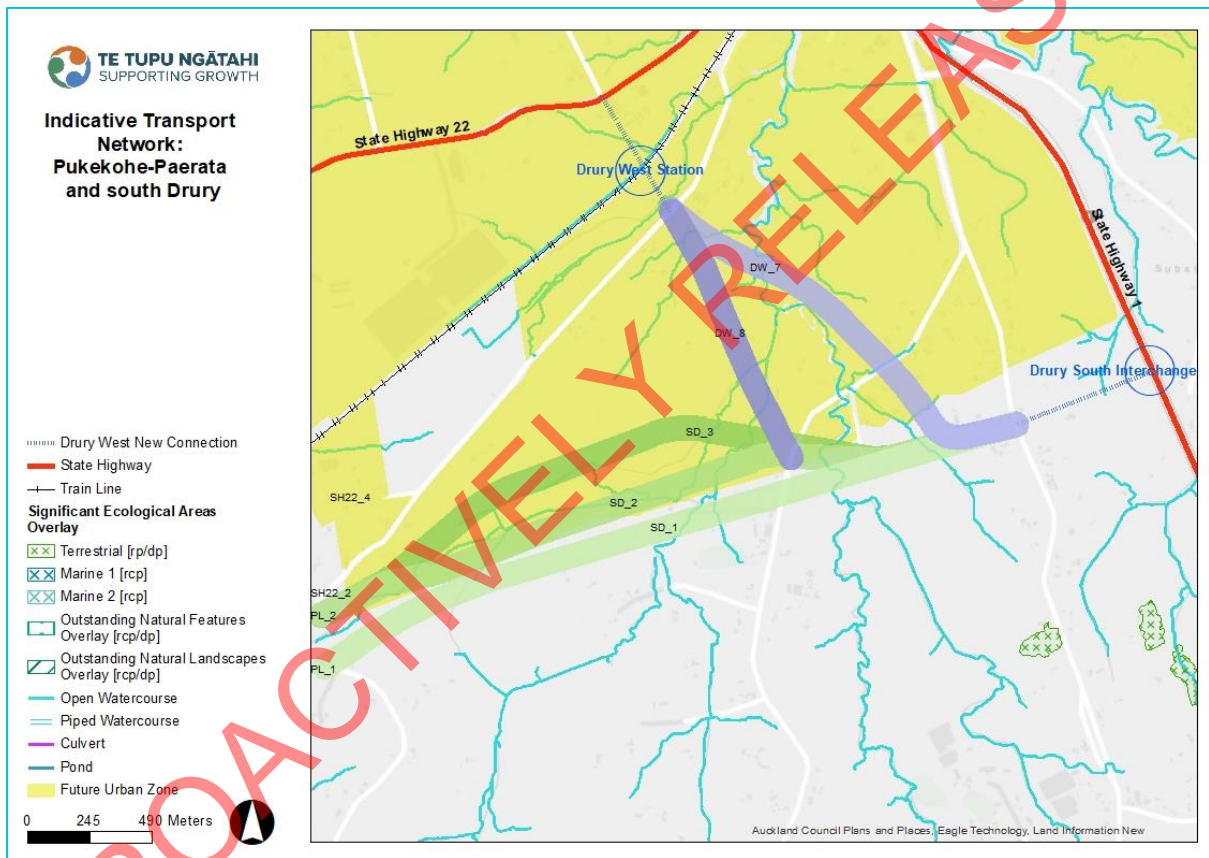 TE TUPU NGĀTAHI
SUPPORTING GROWTH
Indicative Transport
Network:
Pukekohe-Paerata
and south Drury
Drury West New Connection
State Highway
Train Line
Significant Ecological Areas
Overlay
Terrestrial [rp/dp]
Marine 1 [rcp]
Marine 2 [rcp]
Outstanding Natural Features
Overlay [rcp/dp]
Outstanding Natural Landscapes
Overlay [rcp/dp]
Open Watercourse
Piped Watercourse
Culvert
Pond
Future Urban Zone
0 245 490 Meters
State Highway 22
Drury West Station
State Highway 1
DW_7
DW_8
Drury South Interchange
SD_3
SH22_4
SD_2
SD_1
SH22_2
PL_2
PL_1
Auckland Council Plans and Places, Eagle Technology, Land Information New
ROACTIVELY RELEAS